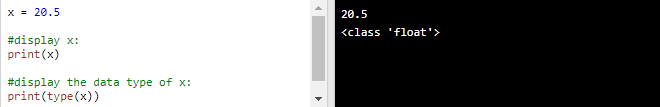 x = 20.5
#display x:
print(x)
#display the data type of x:
print(type(x))
20.5
<class 'float'>